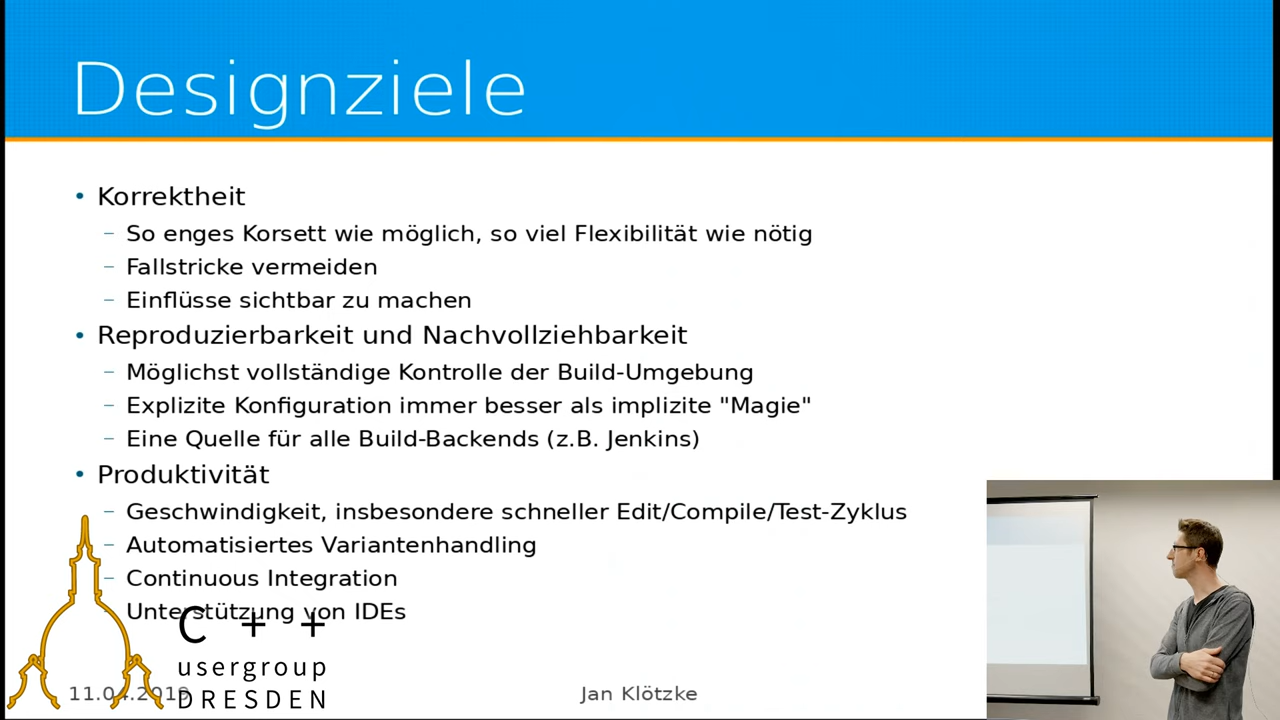 Designziele
• Korrektheit
– So enges Korsett wie möglich, so viel Flexibilität wie nötig
– Fallstricke vermeiden
– Einflüsse sichtbar zu machen
• Reproduzierbarkeit und Nachvollziehbarkeit
– Möglichst vollständige Kontrolle der Build-Umgebung
– Explizite Konfiguration immer besser als implizite "Magie"
– Eine Quelle für alle Build-Backends (z.B. Jenkins)
• Produktivität
– Geschwindigkeit, insbesondere schneller Edit/Compile/Test-Zyklus
– Automatisiertes Variantenhandling
– Continuous Integration
Unterstützung von IDEs
C + +
usergroup
DRESDEN
11.04.2019
Jan Klötzke